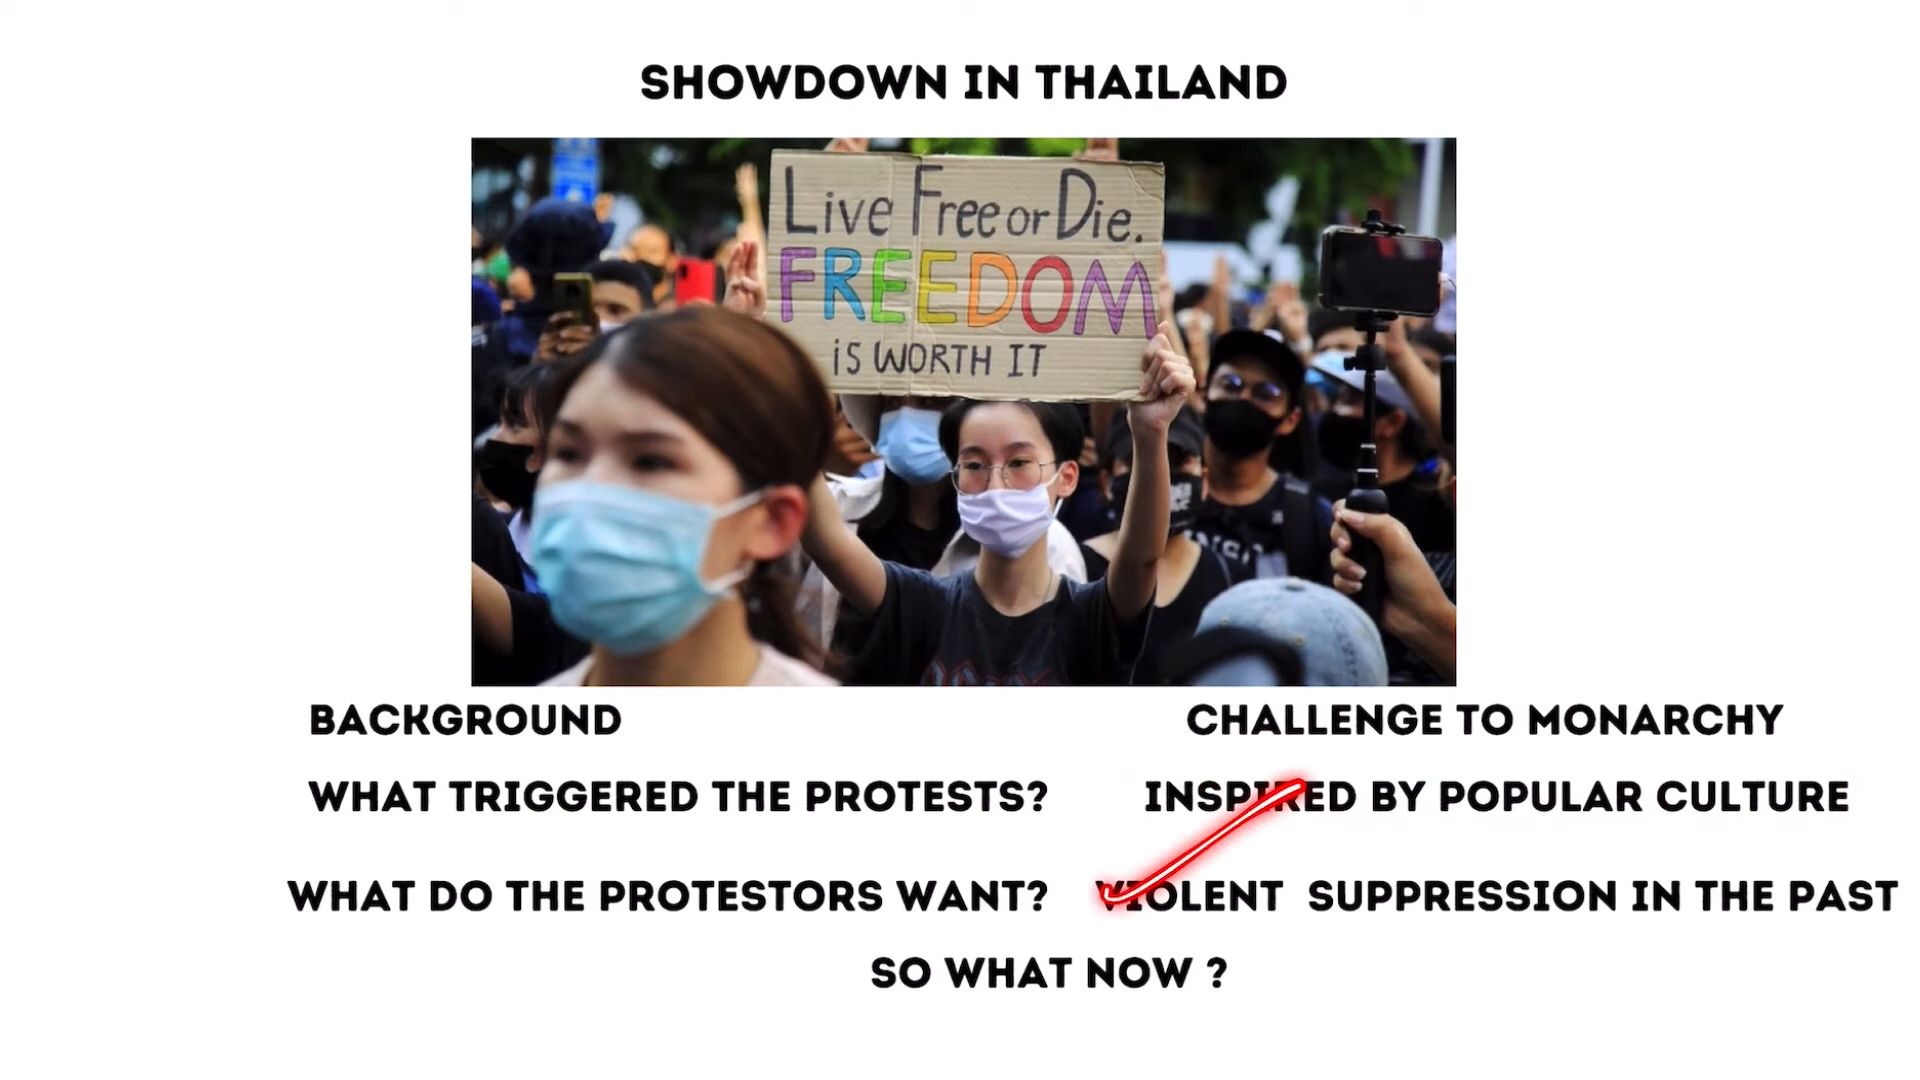 SHOWDOWN IN THAILAND
Live Free or Die.
FREEDOM
iS WORTH IT
BACKGROUND
CHALLENGE TO MONARCHY
WHAT TRIGGERED THE PROTESTS?
INSPIRED BY POPULAR CULTURE
WHAT DO THE PROTESTORS WANT?
VIOLENT SUPPRESSION IN THE PAST
SO WHAT NOW ?